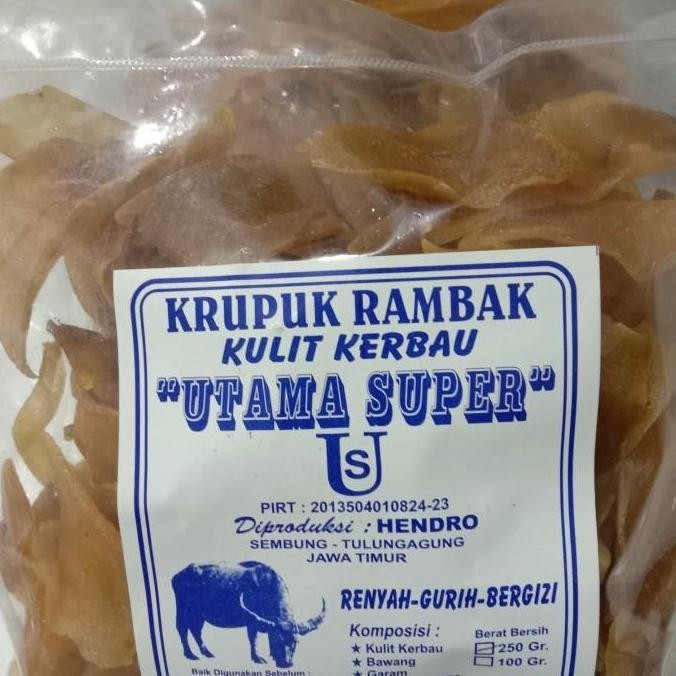 KRUPUK RAMBAK
KULIT KERBAU
"UTAMA SUPER"
US
PIRT : 2013504010824-23
Diproduksi : HENDRO
SEMBUNG - TULUNGAGUNG
JAWA TIMUR
RENYAH-GURIH-BERGIZI
Komposisi :
★ Kulit Kerbau
★ Bawang
★ Garam
Berat Bersih
250 Gr.
100 Gr.
Baik Digunakan Sebelum :